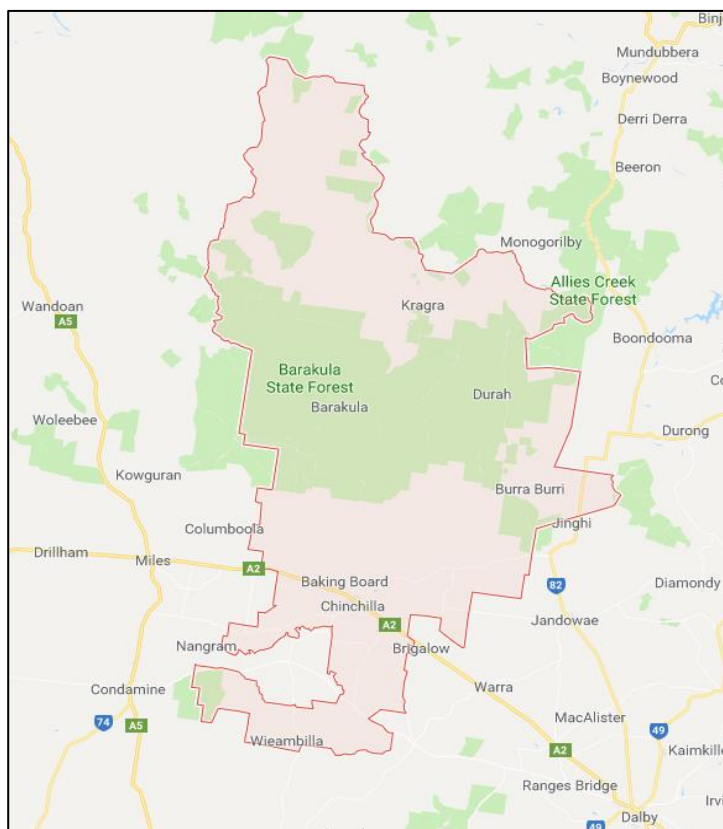 Binj
Mundubbera
Boynewood
Derri Derra
Beeron
Monogorilby
Allies Creek
State Forest
Kragra
Wandoan
A5
Boondooma
Barakula
State Forest
Barakula
Durah
Co
Woleebee
Durong
Kowguran
Burra Burri
Columboola
Jinghi
Drillham
Miles
A2
Baking Board
82
Diamondy
Chinchilla
A2
Jandowae
Nangram
Brigalow
Condamine
Warra
74
A5
MacAlister
49
Wieambilla
A2
Kaimkille
Ranges Bridge
Irvi
49
Dalby